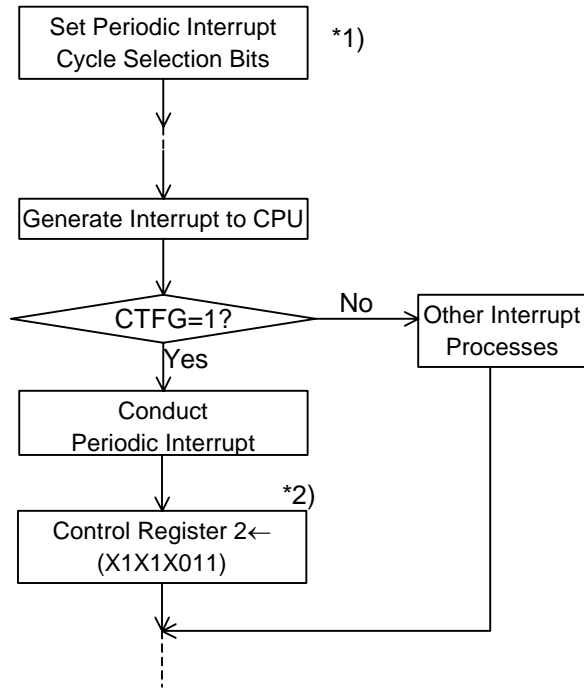 Set Periodic Interrupt
Cycle Selection Bits
*1)
Generate Interrupt to CPU
CTFG=1?
No
Other Interrupt
Processes
Yes
Conduct
Periodic Interrupt
*2)
Control Register 2←
(X1X1X011)